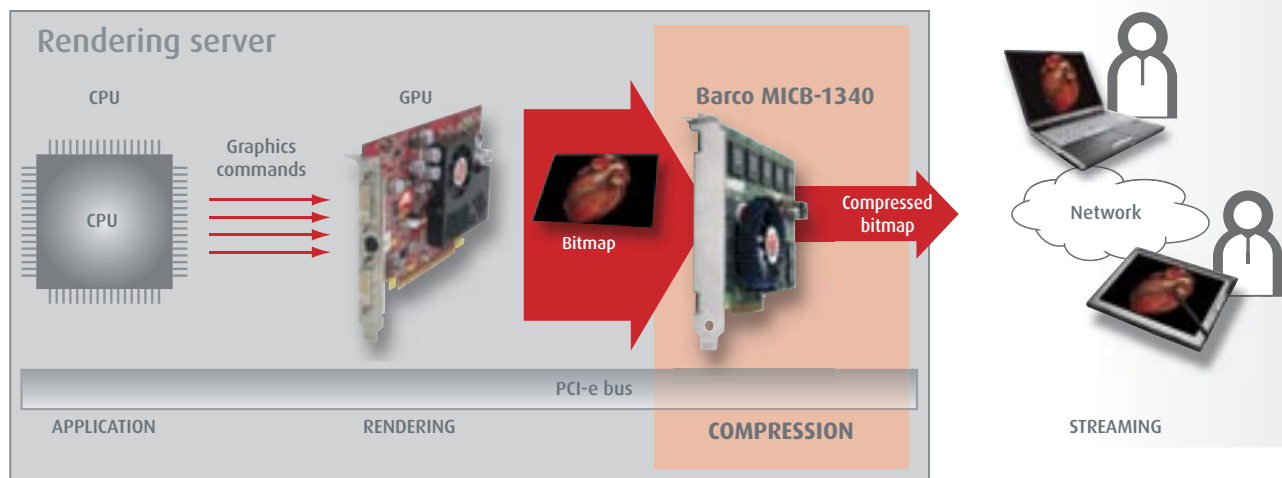 Rendering server
CPU
GPU
Barco MICB-1340
Graphics
commands
CPU
Bitmap
Compressed
bitmap
Network
PCI-e bus
APPLICATION
RENDERING
COMPRESSION
STREAMING